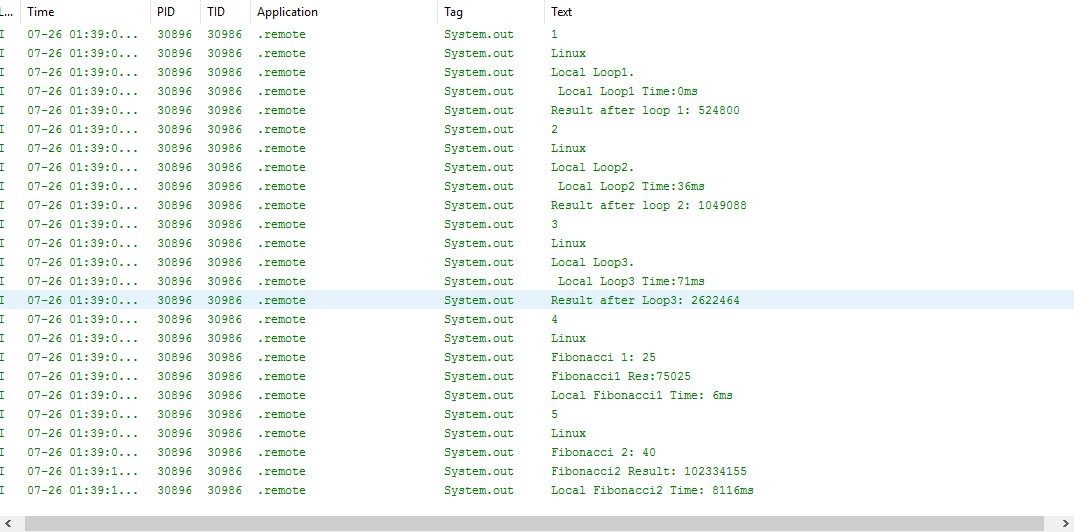 L... Time PID TID Application Tag Text
I 07-26 01:39:0... 30896 30986 .remote System.out 1
I 07-26 01:39:0... 30896 30986 .remote System.out Linux
I 07-26 01:39:0... 30896 30986 .remote System.out Local Loop1.
I 07-26 01:39:0... 30896 30986 .remote System.out Local Loop1 Time:0ms
I 07-26 01:39:0... 30896 30986 .remote System.out Result after loop 1: 524800
I 07-26 01:39:0... 30896 30986 .remote System.out 2
I 07-26 01:39:0... 30896 30986 .remote System.out Linux
I 07-26 01:39:0... 30896 30986 .remote System.out Local Loop2.
I 07-26 01:39:0... 30896 30986 .remote System.out Local Loop2 Time:36ms
I 07-26 01:39:0... 30896 30986 .remote System.out Result after loop 2: 1049088
I 07-26 01:39:0... 30896 30986 .remote System.out 3
I 07-26 01:39:0... 30896 30986 .remote System.out Linux
I 07-26 01:39:0... 30896 30986 .remote System.out Local Loop3.
I 07-26 01:39:0... 30896 30986 .remote System.out Local Loop3 Time:71ms
I 07-26 01:39:0... 30896 30986 .remote System.out Result after Loop3: 2622464
I 07-26 01:39:0... 30896 30986 .remote System.out 4
I 07-26 01:39:0... 30896 30986 .remote System.out Linux
I 07-26 01:39:0... 30896 30986 .remote System.out Fibonacci 1: 25
I 07-26 01:39:0... 30896 30986 .remote System.out Fibonacci1 Res:75025
I 07-26 01:39:0... 30896 30986 .remote System.out Local Fibonacci1 Time: 6ms
I 07-26 01:39:0... 30896 30986 .remote System.out 5
I 07-26 01:39:0... 30896 30986 .remote System.out Linux
I 07-26 01:39:0... 30896 30986 .remote System.out Fibonacci 2: 40
I 07-26 01:39:1... 30896 30986 .remote System.out Fibonacci2 Result: 102334155
I 07-26 01:39:1... 30896 30986 .remote System.out Local Fibonacci2 Time: 8116ms